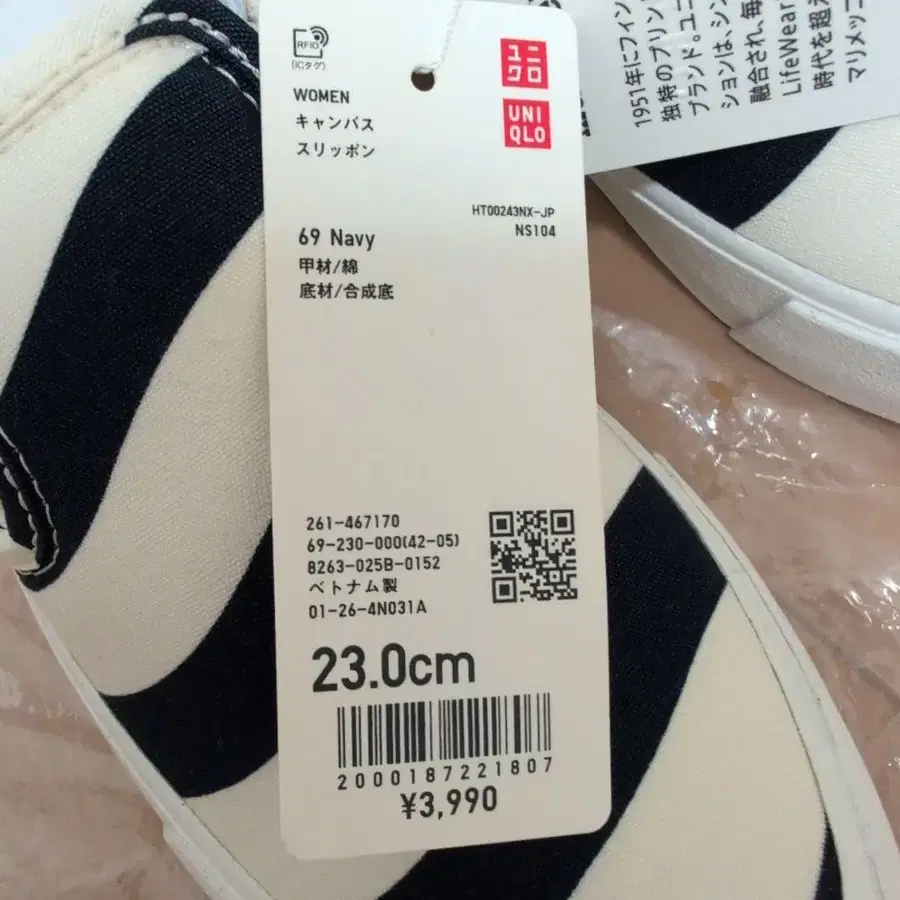 RFID
(ICタグ)
ユニ
クロ
UNI
QLO
WOMEN
キャンバス
スリッポン
HT00243NX-JP
NS104
69 Navy
甲材/綿
底材/合成底
261-467170
69-230-000(42-05)
8263-025B-0152
ベトナム製
01-26-4N031A
23.0cm
2000187221807
¥3,990
1951年にフィン
独特のプリン
ブランド。ユニ
ションは、シン
融合され、毎
LifeWear
時代を超え
マリメッコ